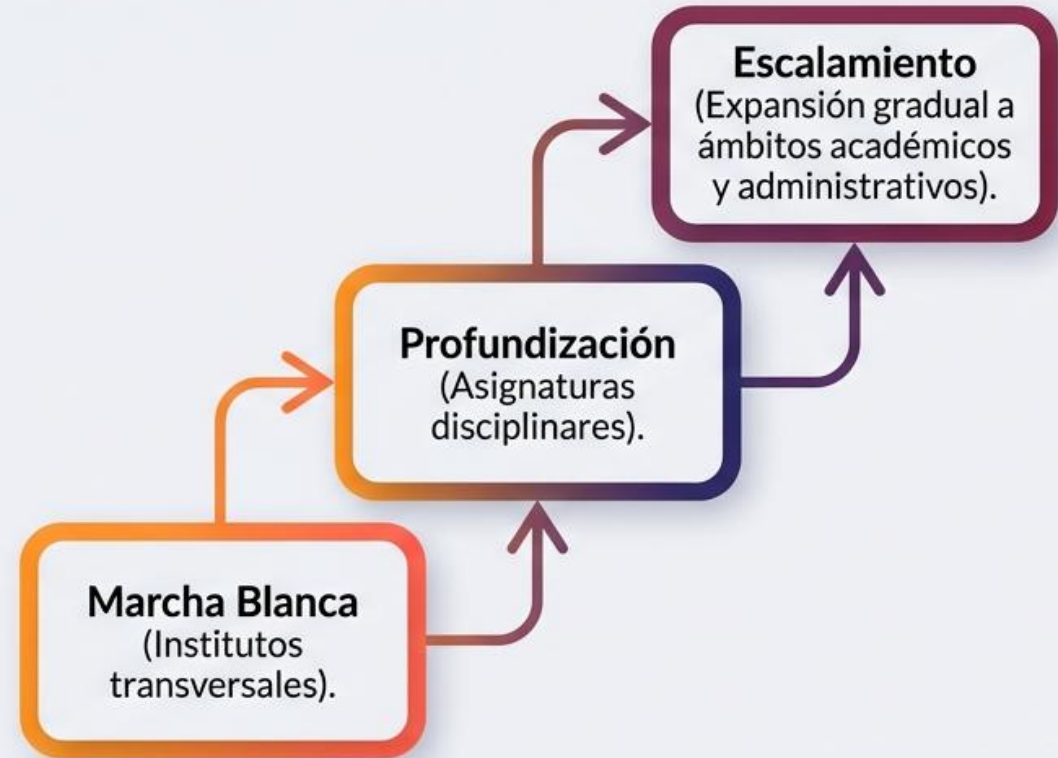 Escalamiento
(Expansión gradual a
ámbitos académicos
y administrativos).
Profundización
(Asignaturas
disciplinares).
Marcha Blanca
(Institutos
transversales).